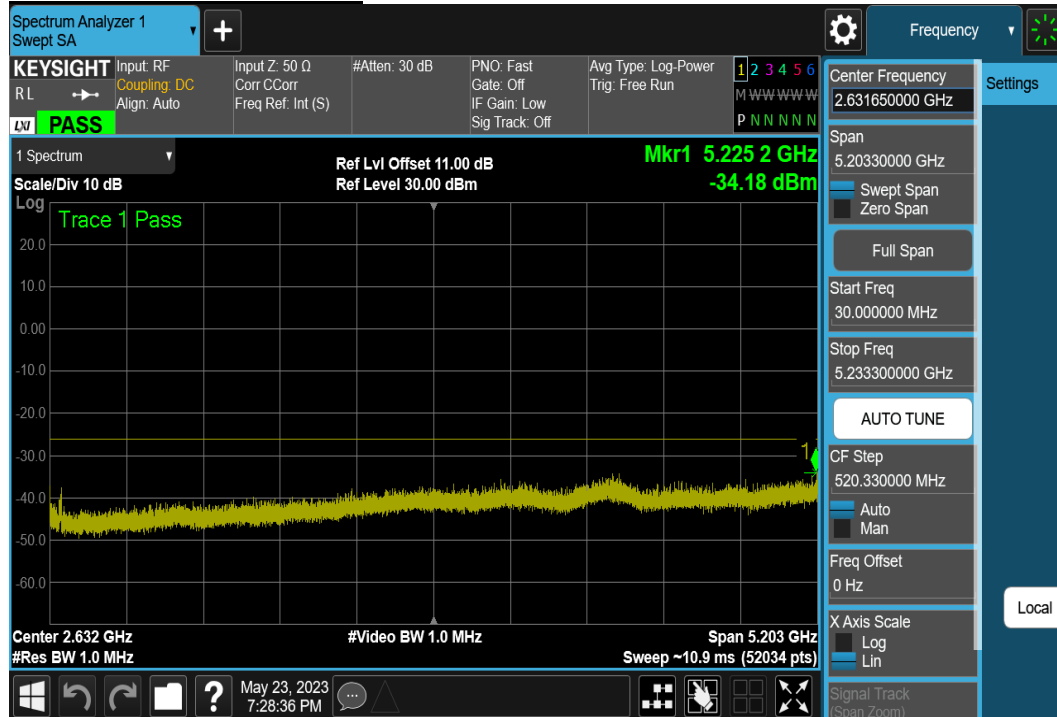 Spectrum Analyzer 1
Swept SA
+
Frequency
KEYSIGHT
RL
LXI
PASS
Input: RF
Coupling: DC
Align: Auto
Input Z: 50 Ω
Corr CCorr
Freq Ref: Int (S)
#Atten: 30 dB
PNO: Fast
Gate: Off
IF Gain: Low
Sig Track: Off
Avg Type: Log-Power
Trig: Free Run
1 2 3 4 5 6
M W W W W W
P N N N N N
1 Spectrum
Scale/Div 10 dB
Ref Lvl Offset 11.00 dB
Ref Level 30.00 dBm
Mkr1 5.225 2 GHz
-34.18 dBm
Log
Trace 1 Pass
20.0
10.0
0.00
-10.0
-20.0
-30.0
-40.0
-50.0
-60.0
1
Center 2.632 GHz
#Res BW 1.0 MHz
#Video BW 1.0 MHz
Span 5.203 GHz
Sweep ~10.9 ms (52034 pts)
?
May 23, 2023
7:28:36 PM
Center Frequency
2.631650000 GHz
Span
5.20330000 GHz
Swept Span
Zero Span
Full Span
Start Freq
30.000000 MHz
Stop Freq
5.233300000 GHz
AUTO TUNE
CF Step
520.330000 MHz
Auto
Man
Freq Offset
0 Hz
X Axis Scale
Log
Lin
Signal Track
(Span Zoom)
Settings
Local